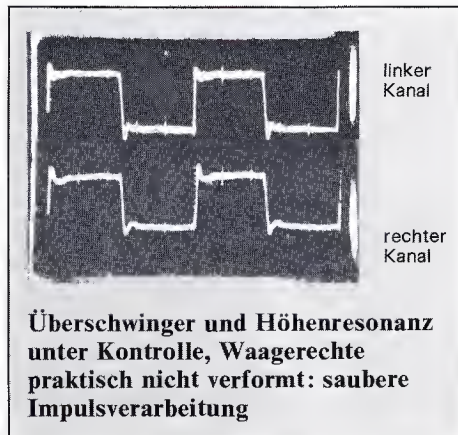 linker
Kanal
rechter
Kanal
Überschwinger und Höhenresonanz
unter Kontrolle, Waagerechte
praktisch nicht verformt: saubere
Impulsverarbeitung